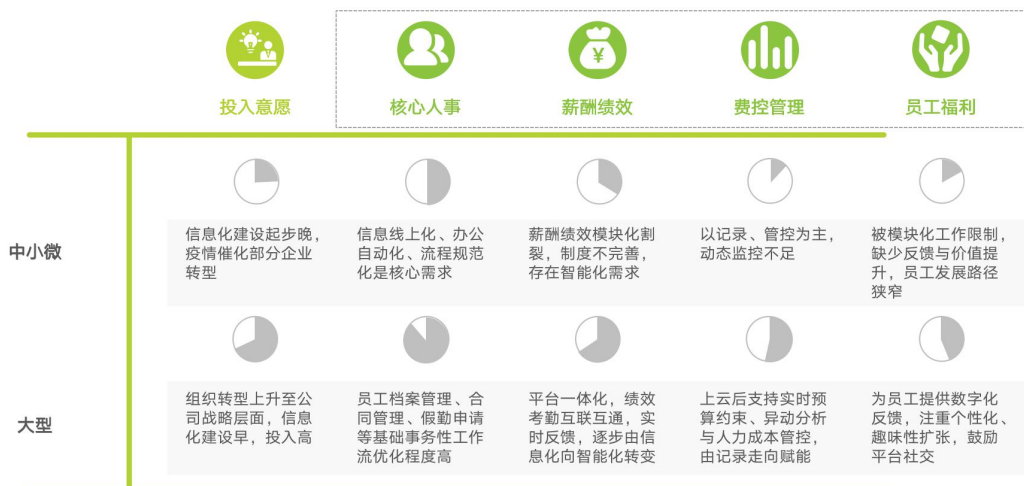 ¥
投入意愿
核心人事
薪酬绩效
费控管理
员工福利
中小微
信息化建设起步晚，
疫情催化部分企业
转型
信息线上化、办公
自动化、流程规范
化是核心需求
薪酬绩效模块化割
裂，制度不完善，
存在智能化需求
以记录、管控为主，
动态监控不足
被模块化工作限制，
缺少反馈与价值提
升，员工发展路径
狭窄
大型
组织转型上升至公
司战略层面，信息
化建设早，投入高
员工档案管理、合
同管理、假勤申请
等基础事务性工作
流优化程度高
平台一体化，绩效
考勤互联互通，实
时反馈，逐步由信
息化向智能化转变
上云后支持实时预
算约束、异动分析
与人力成本管控，
由记录走向赋能
为员工提供数字化
反馈，注重个性化、
趣味性扩张，鼓励
平台社交